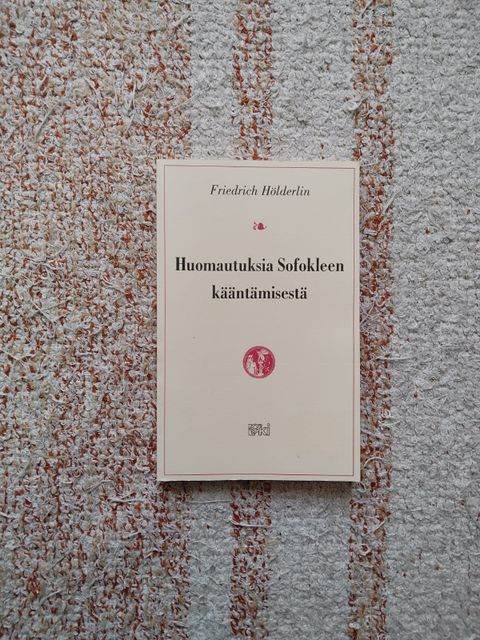 Friedrich Hölderlin
Huomautuksia Sofokleen
kääntämisestä